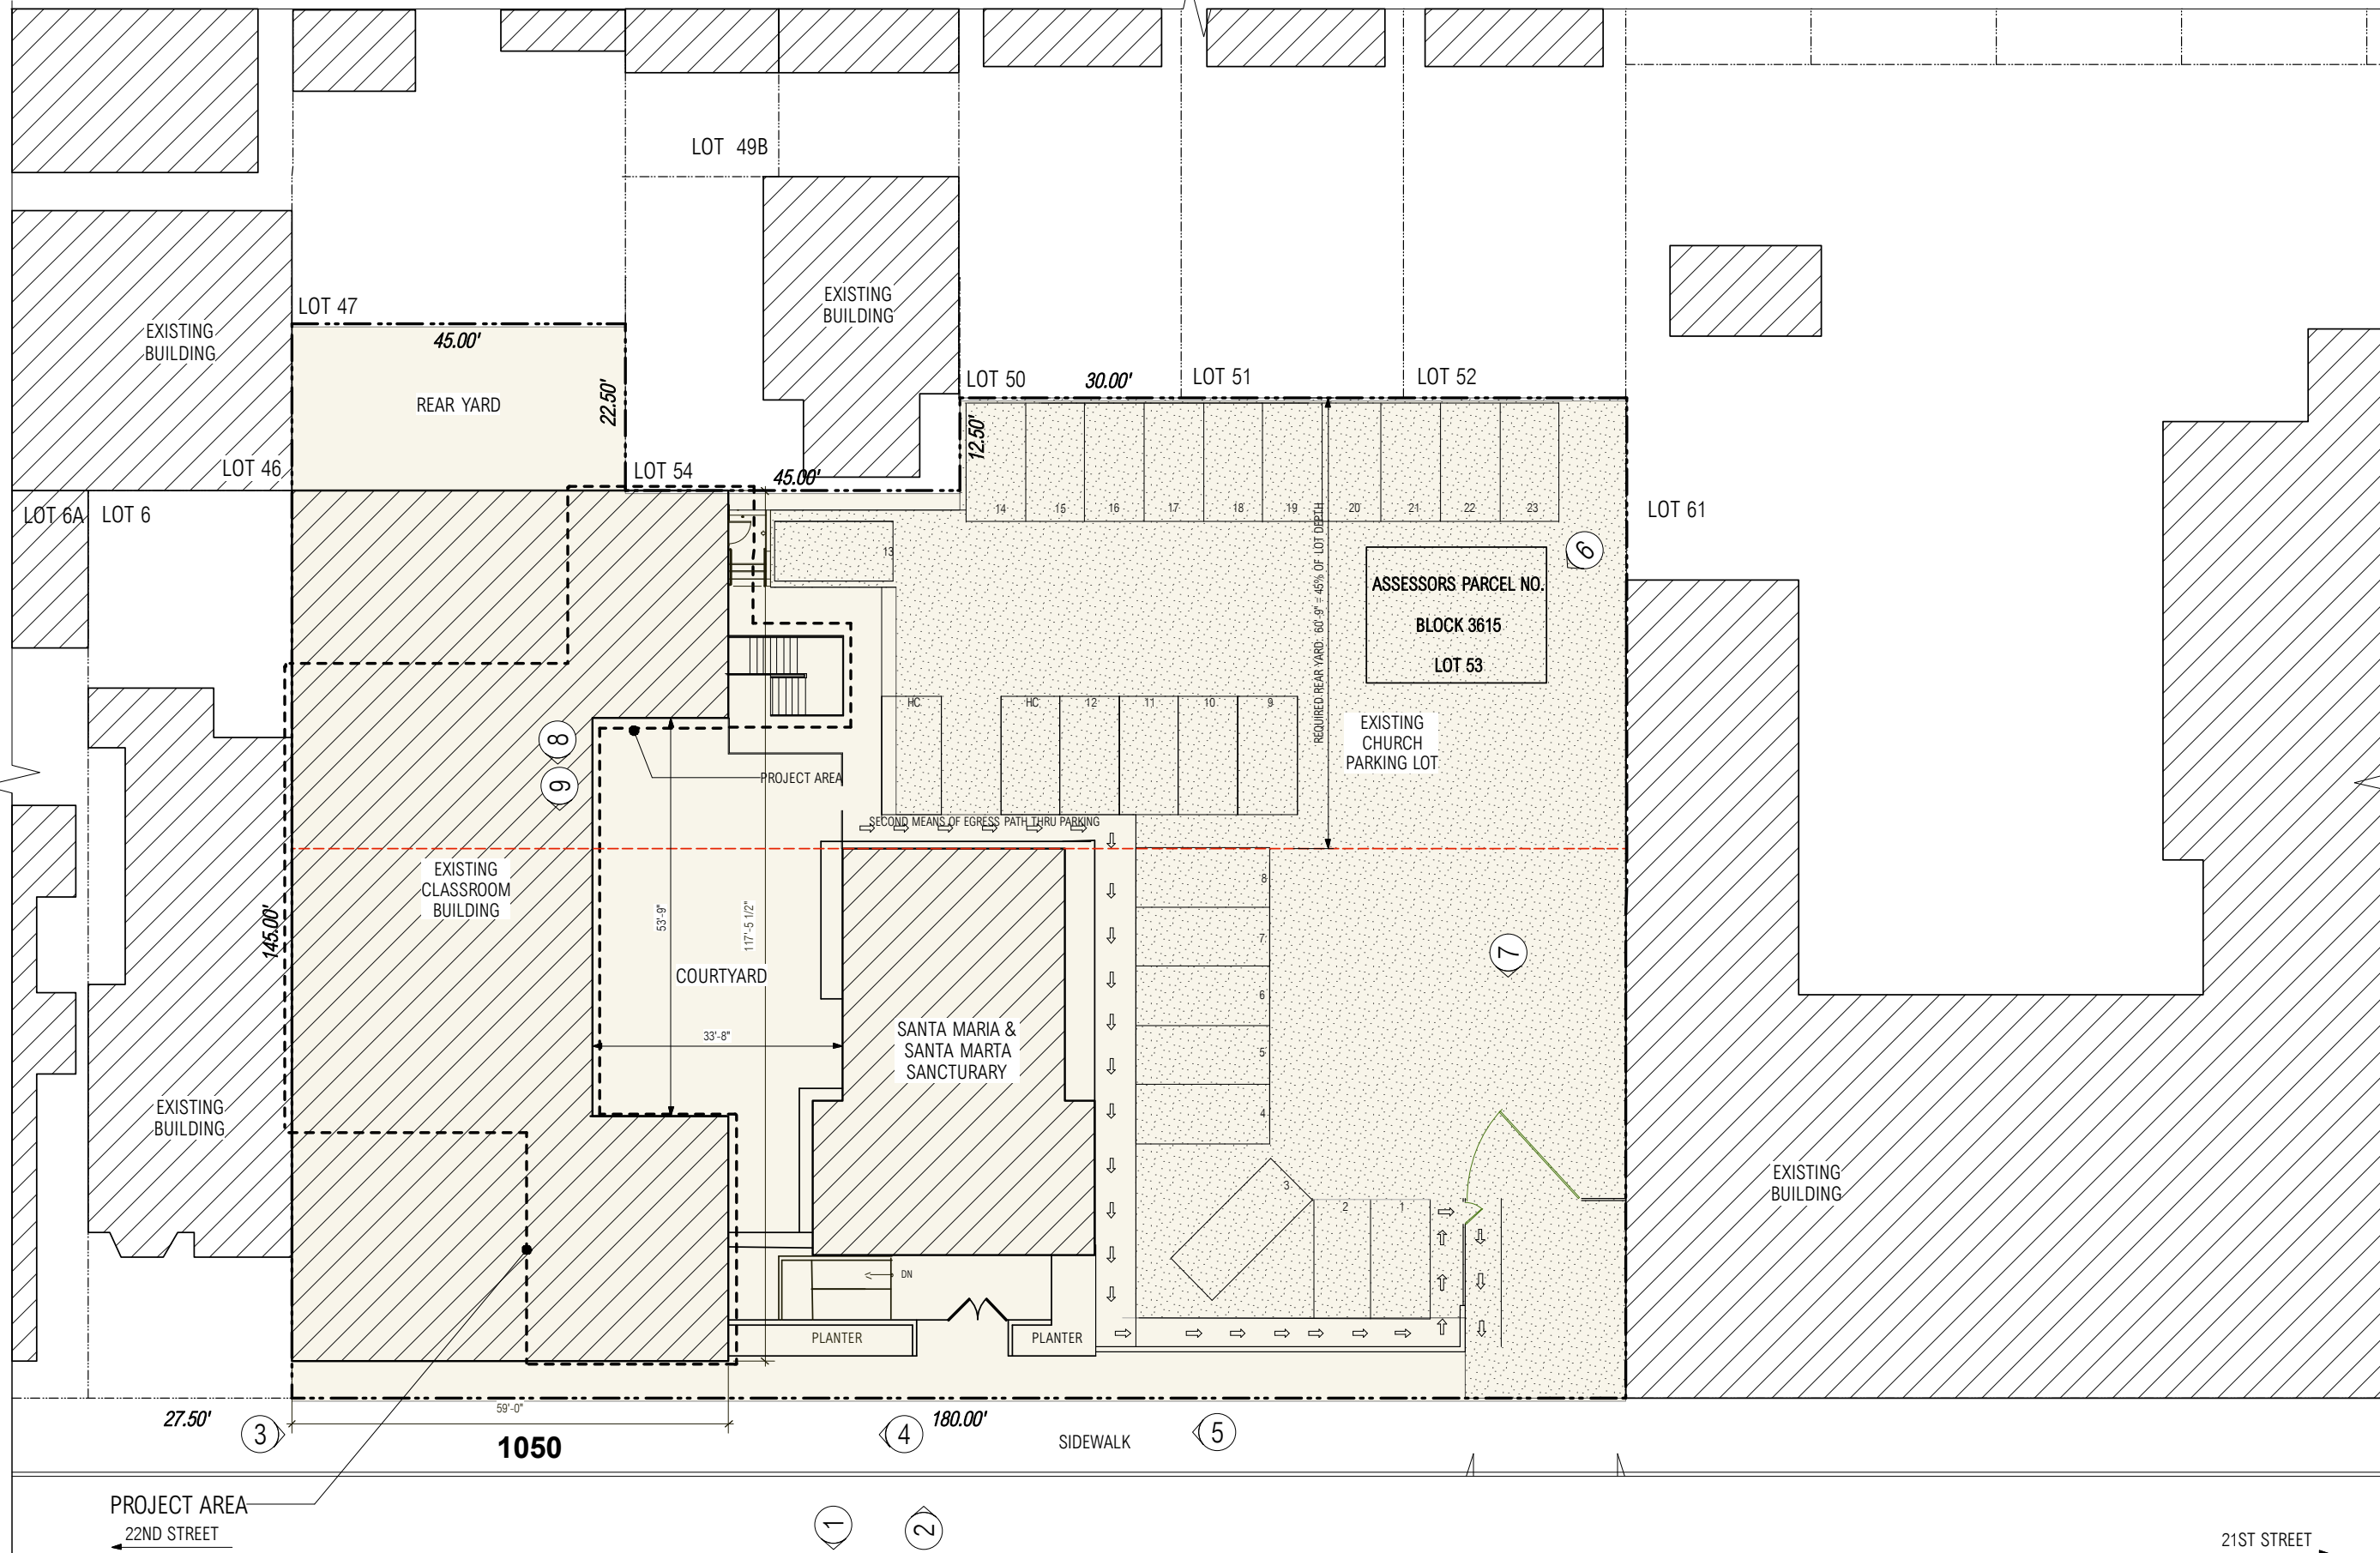 LOT 49B
EXISTING
BUILDING
LOT 47
45.00'
EXISTING
BUILDING
REAR YARD
22.50'
LOT 50
30.00'
LOT 51
LOT 52
12.50'
LOT 46
LOT 54
45.00'
LOT 6A
LOT 6
14
15
16
17
18
19
20
21
22
23
LOT 61
13
6
ASSESSORS PARCEL NO.
BLOCK 3615
LOT 53
REQUIRED REAR YARD: 60'-9" = 45% OF LOT DEPTH
HC
HC
12
11
10
9
EXISTING
CHURCH
PARKING LOT
8
9
PROJECT AREA
SECOND MEANS OF EGRESS PATH THRU PARKING
EXISTING
CLASSROOM
BUILDING
145.00'
53'-9"
117'-5 1/2"
COURTYARD
33'-8"
8
7
6
5
4
7
SANTA MARIA &
SANTA MARTA
SANCTURARY
EXISTING
BUILDING
EXISTING
BUILDING
3
2
1
DN
PLANTER
PLANTER
27.50'
3
59'-0"
1050
4
180.00'
SIDEWALK
5
PROJECT AREA
22ND STREET
1
2
21ST STREET